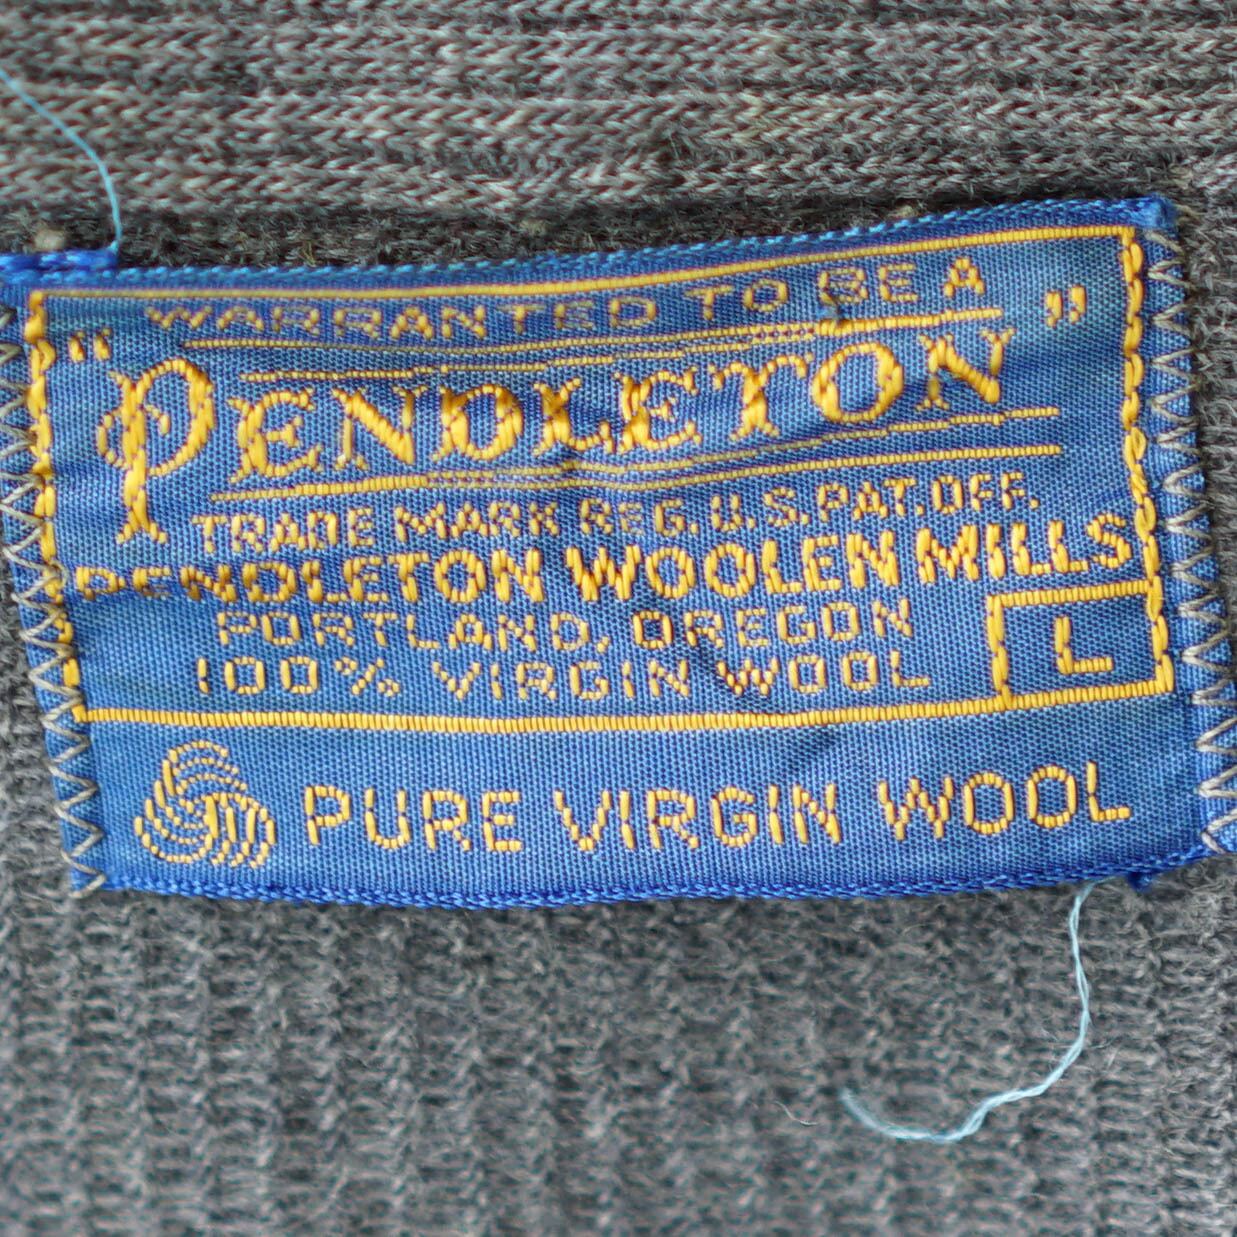 WARRANTED TO BE A
"PENDLETON"
TRADE MARK REG. U.S. PAT. OFF.
PENDLETON WOOLEN MILLS
PORTLAND, OREGON
100% VIRGIN WOOL
L
PURE VIRGIN WOOL